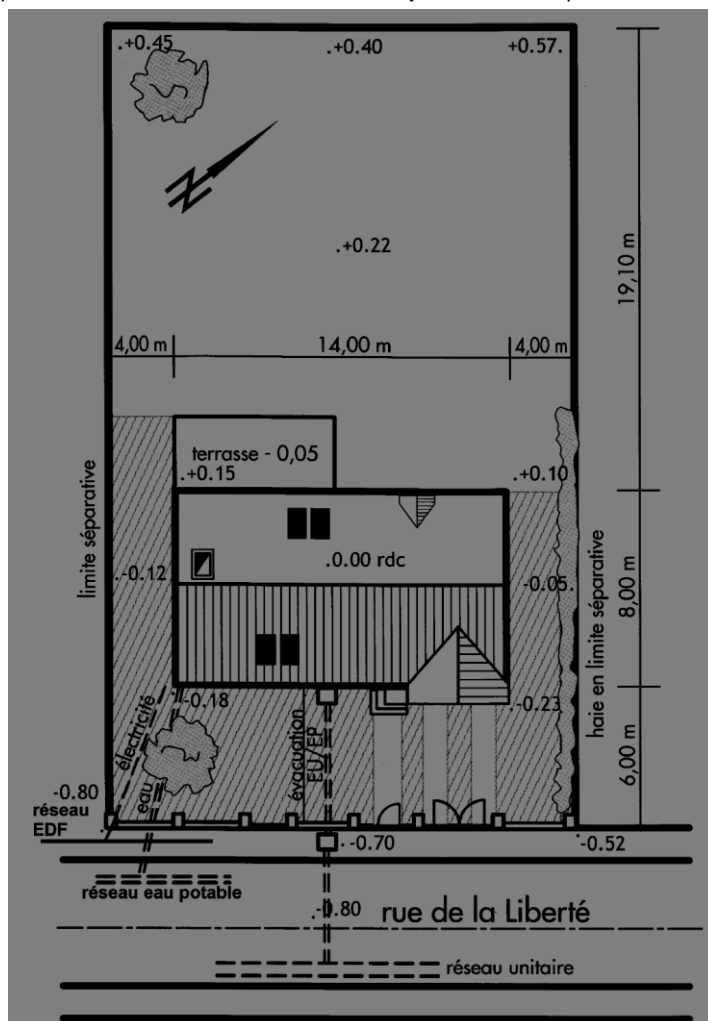 .+0.45 .+0.40 +0.57.
N
.+0.22
19,10 m
4,00 m 14,00 m 4,00 m
terrasse - 0,05
.+0.15 .+0.10
limite séparative
.0.00 rdc
.-0.12 -0.05.
8,00 m
haie en limite séparative
.-0.18 .-0.23
électricité
eau
évacuation
EU/EP
6,00 m
-0.80
réseau
EDF
.-0.70 .-0.52
réseau eau potable
.-0.80 rue de la Liberté
réseau unitaire